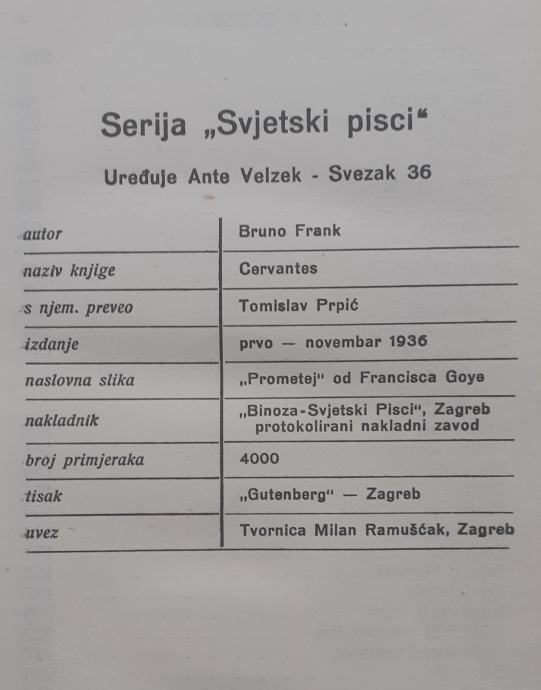 Serija „Svjetski pisci“
Uređuje Ante Velzek - Svezak 36
autor Bruno Frank
naziv knjige Cervantes
s njem. preveo Tomislav Prpić
izdanje prvo — novembar 1936
naslovna slika „Prometej“ od Francisca Goye
nakladnik „Binoza-Svjetski Pisci“, Zagreb
protokolirani nakladni zavod
broj primjeraka 4000
tisak „Gutenberg“ — Zagreb
uvez Tvornica Milan Ramušćak, Zagreb